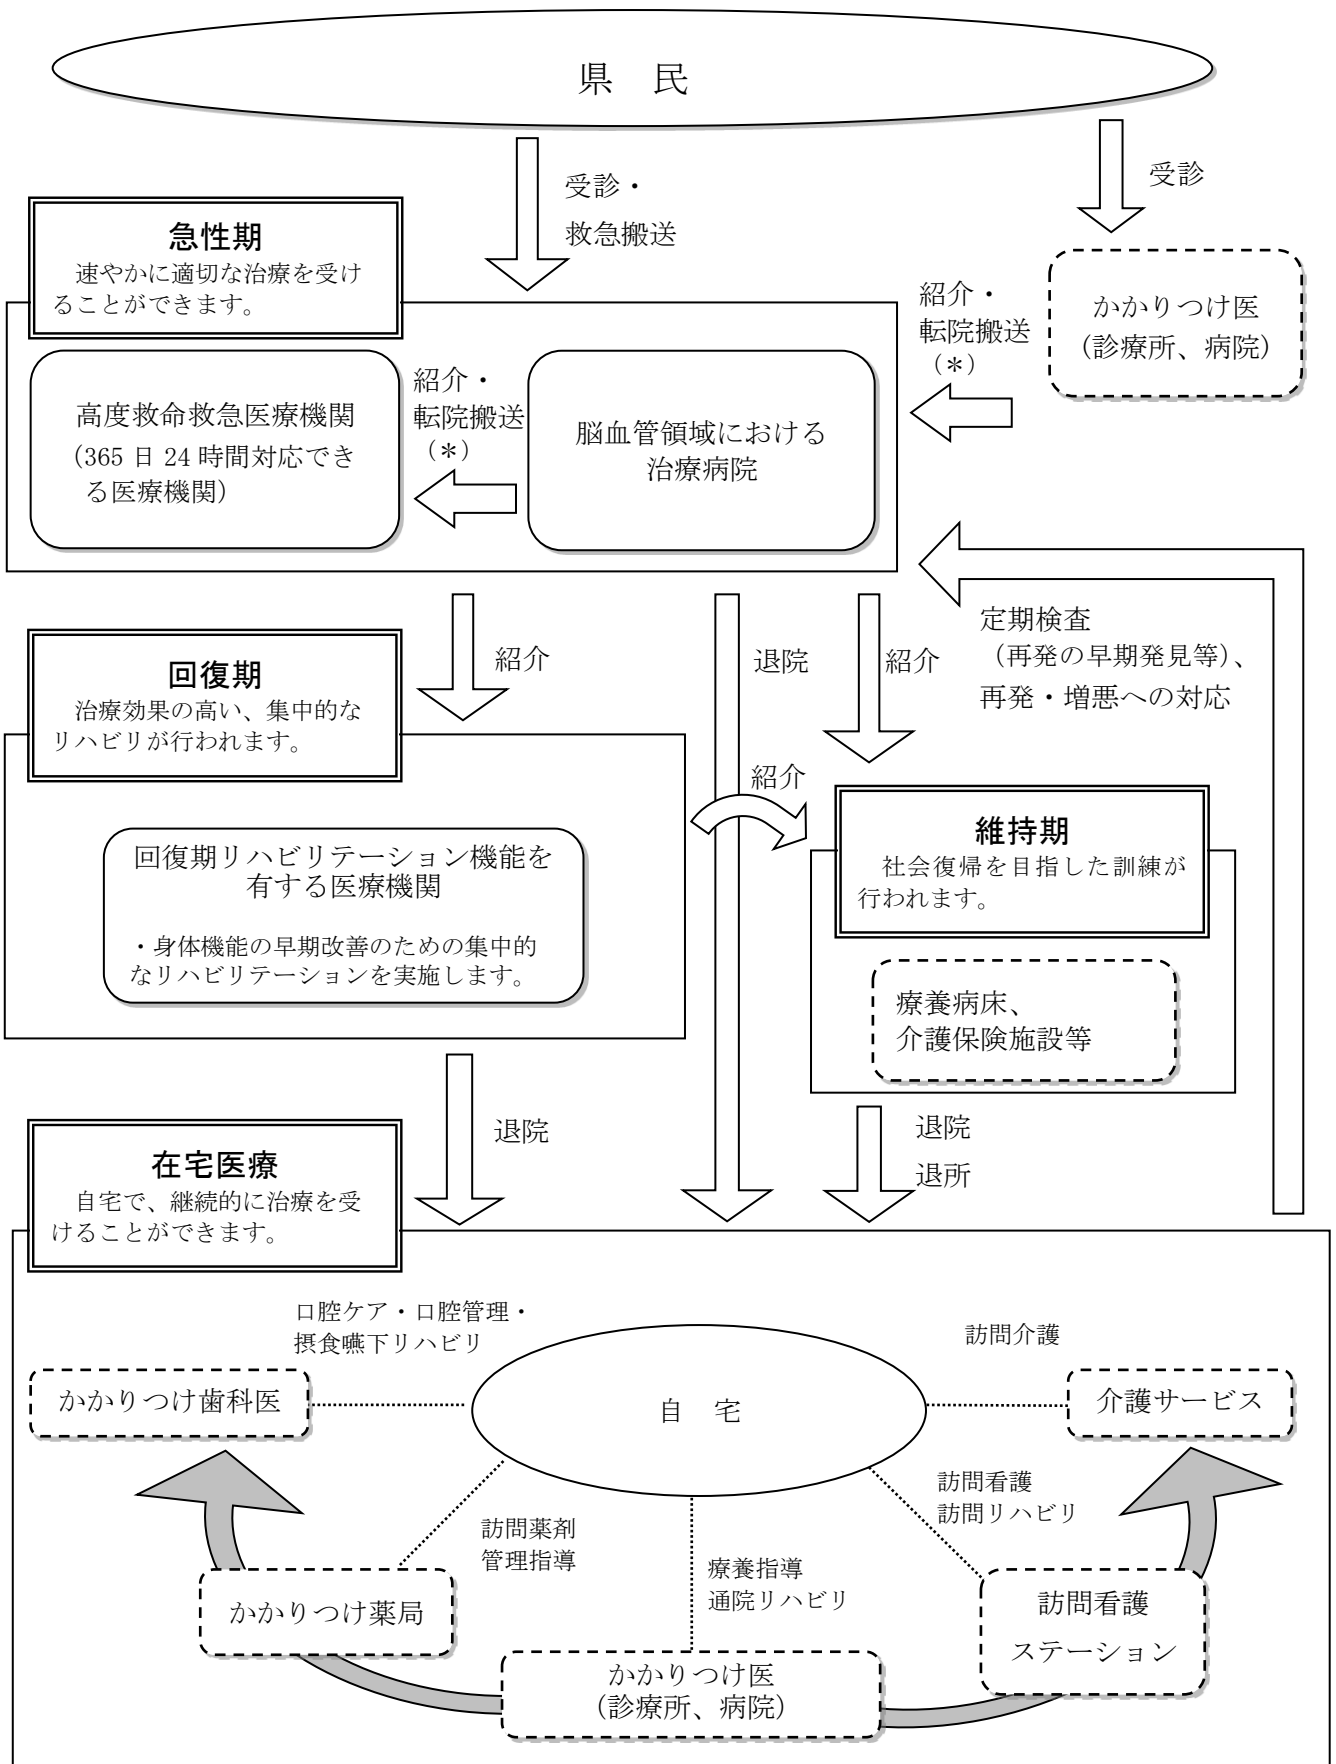 県　民
受診・
救急搬送
受診
急性期
速やかに適切な治療を受け
ることができます。
かかりつけ医
（診療所、病院）
紹介・
転院搬送
（＊）
高度救命救急医療機関
（365 日 24 時間対応でき
る医療機関）
紹介・
転院搬送
（＊）
脳血管領域における
治療病院
紹介
退院
紹介
定期検査
（再発の早期発見等）、
再発・増悪への対応
回復期
治療効果の高い、集中的な
リハビリが行われます。
回復期リハビリテーション機能を
有する医療機関
・身体機能の早期改善のための集中的
なリハビリテーションを実施します。
紹介
維持期
社会復帰を目指した訓練が
行われます。
療養病床、
介護保険施設等
退院
退院
退所
在宅医療
自宅で、継続的に治療を受
けることができます。
口腔ケア・口腔管理・
摂食嚥下リハビリ
訪問介護
かかりつけ歯科医
自　宅
介護サービス
訪問看護
訪問リハビリ
訪問薬剤
管理指導
療養指導
通院リハビリ
かかりつけ薬局
訪問看護
ステーション
かかりつけ医
（診療所、病院）